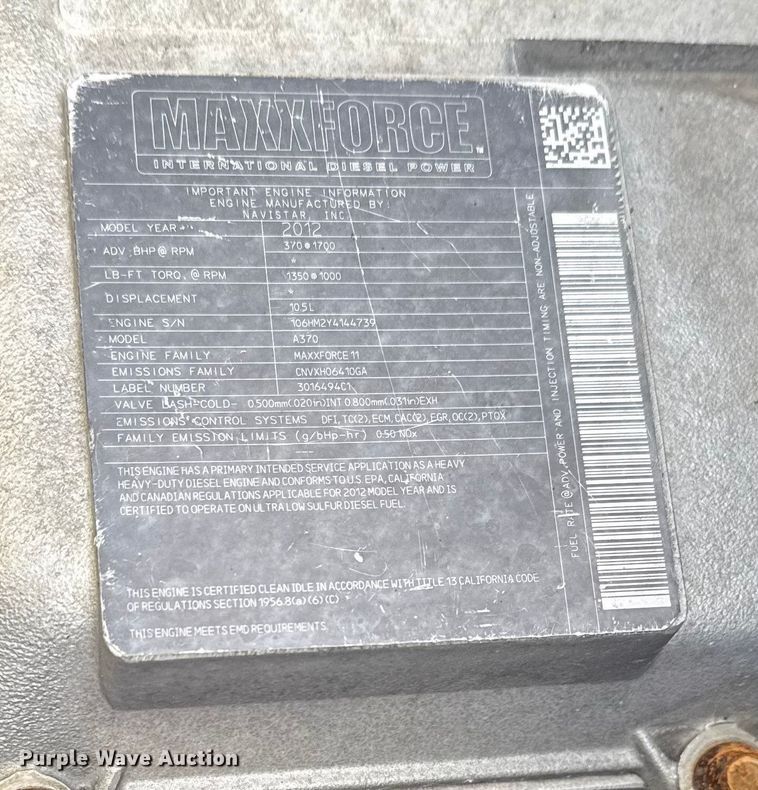 MAXXFORCE™
INTERNATIONAL DIESEL POWER
IMPORTANT ENGINE INFORMATION
ENGINE MANUFACTURED BY:
NAVISTAR, INC.
MODEL YEAR 2012
ADV. BHP @ RPM 370@1700
*
LB-FT TORQ. @ RPM 1350@1000
*
DISPLACEMENT 10.5L
ENGINE S/N 106HM2Y4144739
MODEL A370
ENGINE FAMILY MAXXFORCE 11
EMISSIONS FAMILY CNVXH06410GA
LABEL NUMBER 3016494C1
VALVE LASH-COLD- 0.500mm(.020in)INT 0.800mm(.031in)EXH
EMISSIONS CONTROL SYSTEMS DFI, TC(2), ECM, CAC(2), EGR, OC(2), PTOX
FAMILY EMISSION LIMITS (g/bHp-hr) 0.50 NOx
----
THIS ENGINE HAS A PRIMARY INTENDED SERVICE APPLICATION AS A HEAVY
HEAVY-DUTY DIESEL ENGINE AND CONFORMS TO U.S. EPA, CALIFORNIA
AND CANADIAN REGULATIONS APPLICABLE FOR 2012 MODEL YEAR AND IS
CERTIFIED TO OPERATE ON ULTRA LOW SULFUR DIESEL FUEL.
THIS ENGINE IS CERTIFIED CLEAN IDLE IN ACCORDANCE WITH TITLE 13 CALIFORNIA CODE
OF REGULATIONS SECTION 1956.8(a)(6)(C)
THIS ENGINE MEETS EMD REQUIREMENTS.
FUEL RATE @ ADV. POWER AND INJECTION TIMING ARE NON-ADJUSTABLE
Purple Wave Auction